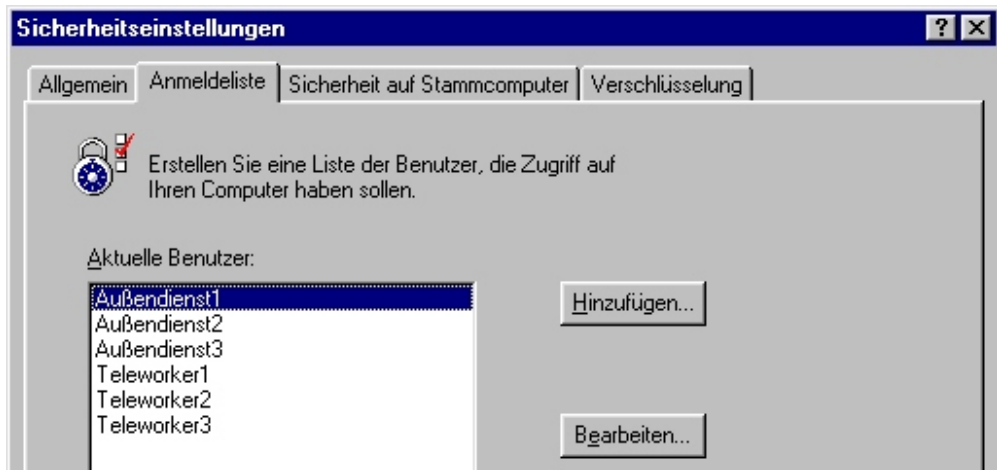 Sicherheitseinstellungen
Allgemein Anmeldeliste Sicherheit auf Stammcomputer Verschlüsselung
Erstellen Sie eine Liste der Benutzer, die Zugriff auf
Ihren Computer haben sollen.
Aktuelle Benutzer:
Außendienst1
Außendienst2
Außendienst3
Teleworker1
Teleworker2
Teleworker3
Hinzufügen...
Bearbeiten...